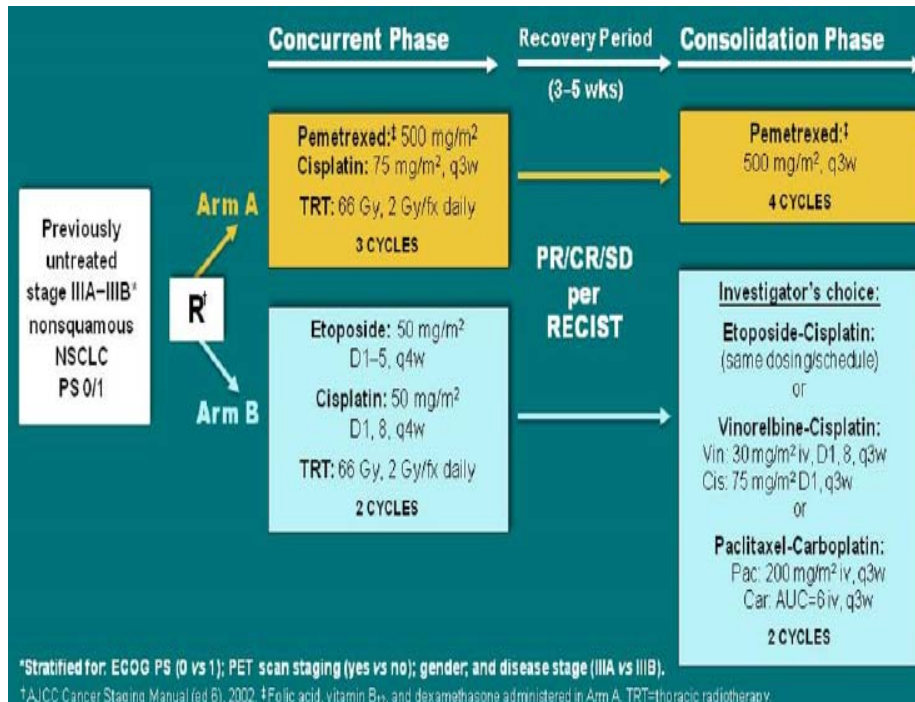 Concurrent Phase
Recovery Period
(3–5 wks)
Consolidation Phase
Previously
untreated
stage IIIA–IIIB*
nonsquamous
NSCLC
PS 0/1
R†
Arm A
Pemetrexed:‡ 500 mg/m²
Cisplatin: 75 mg/m², q3w
TRT: 66 Gy, 2 Gy/fx daily
3 CYCLES
Arm B
Etoposide: 50 mg/m²
D1–5, q4w
Cisplatin: 50 mg/m²
D1, 8, q4w
TRT: 66 Gy, 2 Gy/fx daily
2 CYCLES
PR/CR/SD
per
RECIST
Pemetrexed:‡
500 mg/m², q3w
4 CYCLES
Investigator's choice:
Etoposide-Cisplatin:
(same dosing/schedule)
or
Vinorelbine-Cisplatin:
Vin: 30 mg/m² iv, D1, 8, q3w
Cis: 75 mg/m² D1, q3w
or
Paclitaxel-Carboplatin:
Pac: 200 mg/m² iv, q3w
Car: AUC=6 iv, q3w
2 CYCLES
*Stratified for: ECOG PS (0 vs 1); PET scan staging (yes vs no); gender; and disease stage (IIIA vs IIIB).
†AJCC Cancer Staging Manual (ed 6), 2002. ‡Folic acid, vitamin B₁₂, and dexamethasone administered in Arm A. TRT=thoracic radiotherapy.